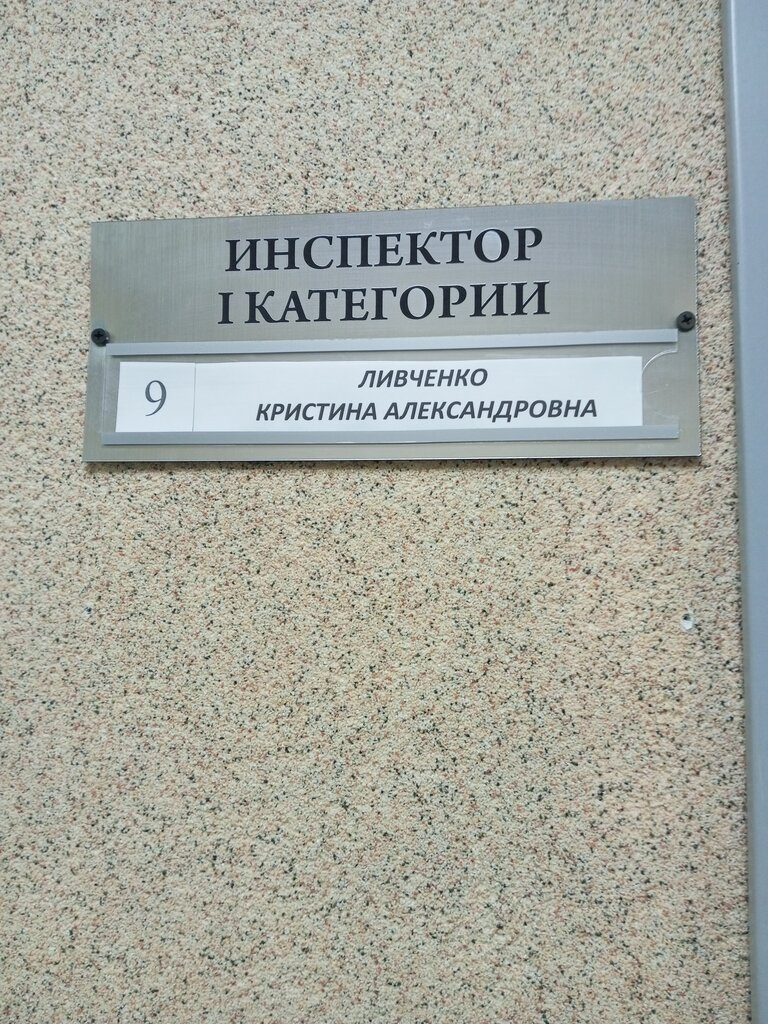 ИНСПЕКТОР
I КАТЕГОРИИ
9
ЛИВЧЕНКО
КРИСТИНА АЛЕКСАНДРОВНА